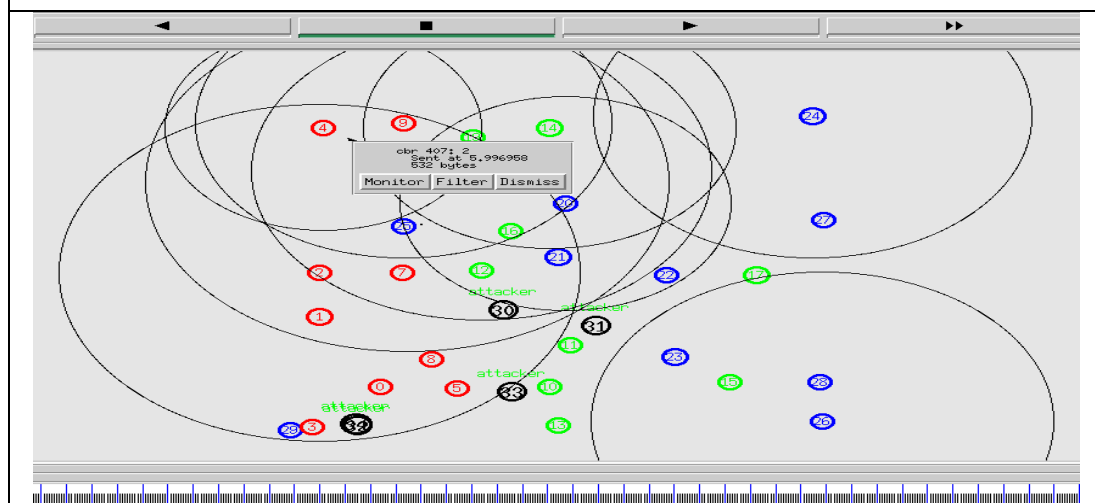 24
4
9
14
cbr 407: 2
Sent at 5.996958
532 bytes
Monitor Filter Dismiss
20
27
25
16
21
2 7 12 22 17
attacker
30
attacker
31
1
11
8
23
attacker
0 5 33 10 15 28
attacker
29 3 13 26